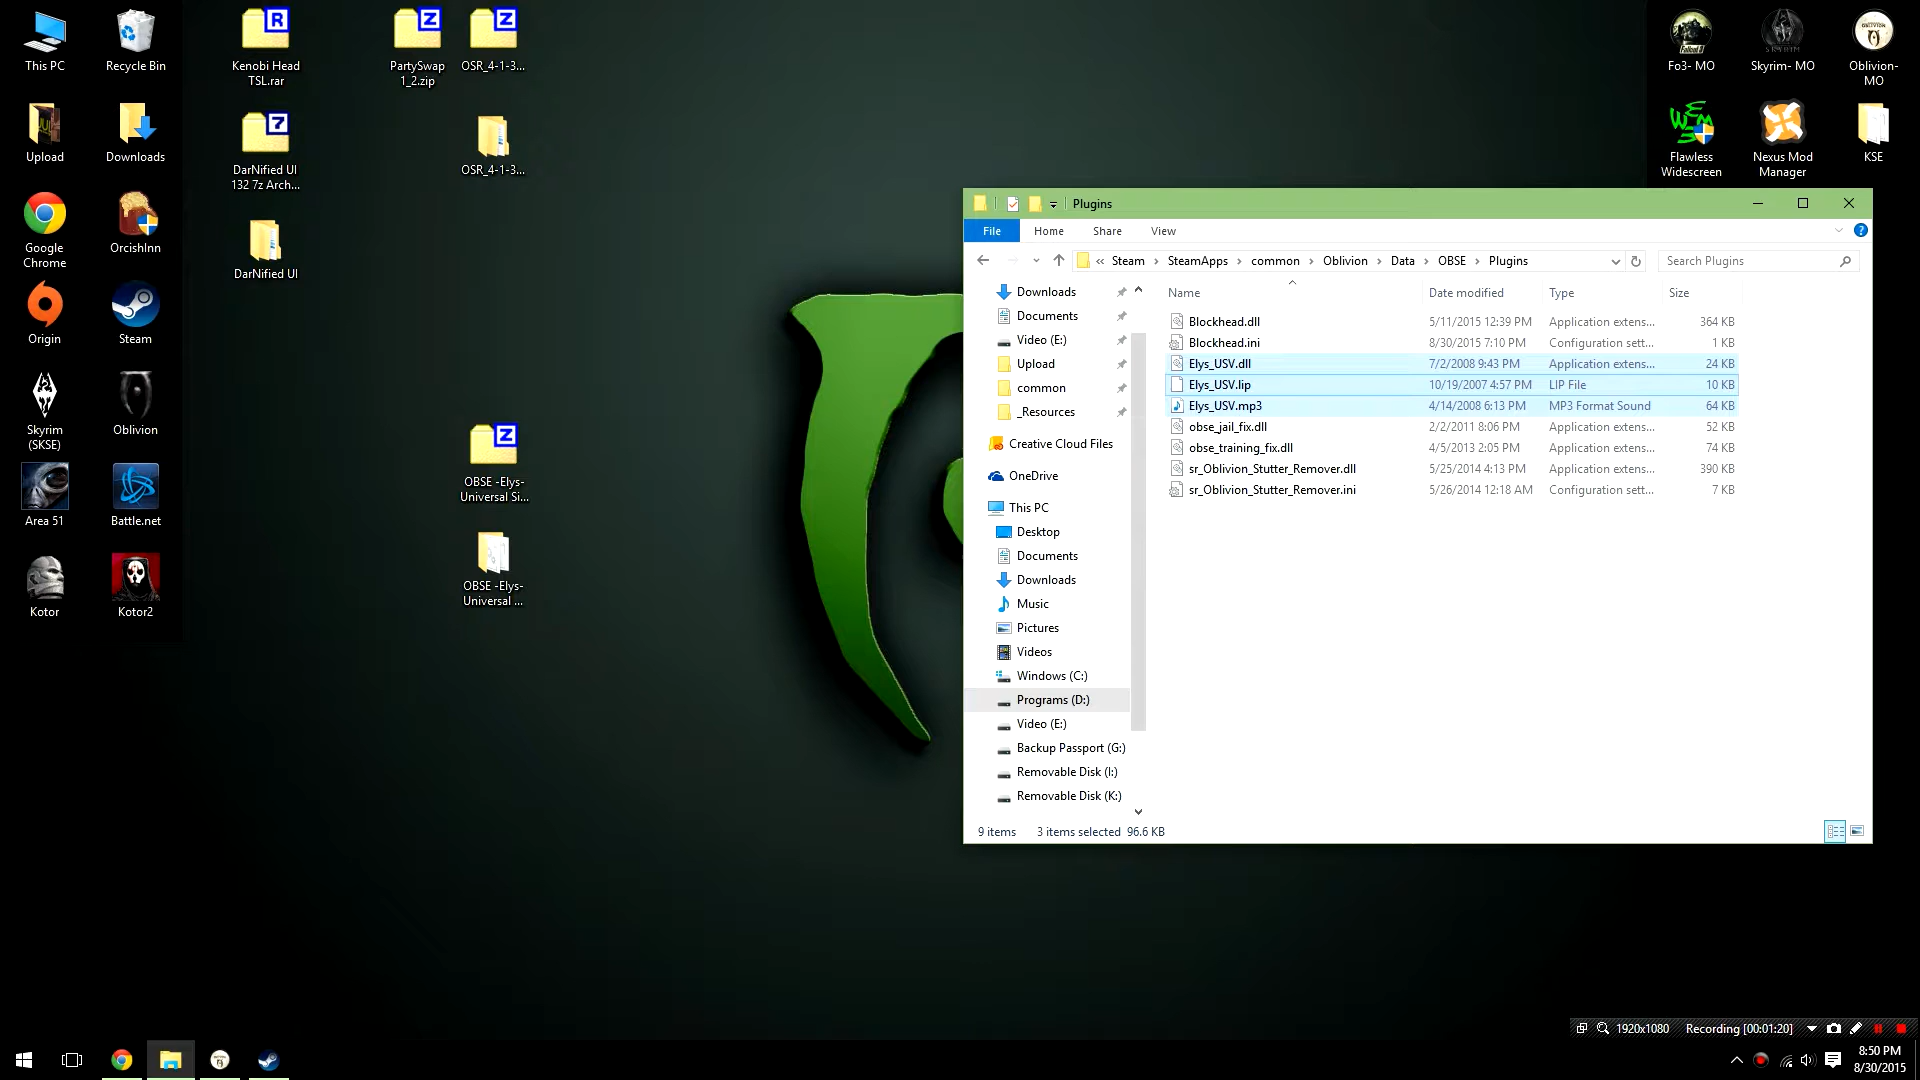 This PC
Recycle Bin
R
Kenobi Head
TSL.rar
Z
PartySwap
1_2.zip
Z
OSR_4-1-3...
Fo3- MO
SKYRIM
Skyrim- MO
OBLIVION
Oblivion-
MO
Upload
Downloads
7
DarNified UI
132 7z Arch...
OSR_4-1-3...
Flawless
Widescreen
Nexus Mod
Manager
KSE
Google
Chrome
OrcishInn
DarNified UI
Origin
Steam
Skyrim
(SKSE)
Oblivion
Z
OBSE -Elys-
Universal Si...
Area 51
Battle.net
OBSE -Elys-
Universal ...
Kotor
Kotor2
Plugins
File
Home
Share
View
?
« Steam › SteamApps › common › Oblivion › Data › OBSE › Plugins
Search Plugins
Downloads
Documents
Video (E:)
Upload
common
_Resources
Creative Cloud Files
OneDrive
This PC
Desktop
Documents
Downloads
Music
Pictures
Videos
Windows (C:)
Programs (D:)
Video (E:)
Backup Passport (G:)
Removable Disk (I:)
Removable Disk (K:)
Name Date modified Type Size
Blockhead.dll 5/11/2015 12:39 PM Application extens... 364 KB
Blockhead.ini 8/30/2015 7:10 PM Configuration sett... 1 KB
Elys_USV.dll 7/2/2008 9:43 PM Application extens... 24 KB
Elys_USV.lip 10/19/2007 4:57 PM LIP File 10 KB
Elys_USV.mp3 4/14/2008 6:13 PM MP3 Format Sound 64 KB
obse_jail_fix.dll 2/2/2011 8:06 PM Application extens... 52 KB
obse_training_fix.dll 4/5/2013 2:05 PM Application extens... 74 KB
sr_Oblivion_Stutter_Remover.dll 5/25/2014 4:13 PM Application extens... 390 KB
sr_Oblivion_Stutter_Remover.ini 5/26/2014 12:18 AM Configuration sett... 7 KB
9 items 3 items selected 96.6 KB
1920x1080 Recording [00:01:20]
8:50 PM
8/30/2015